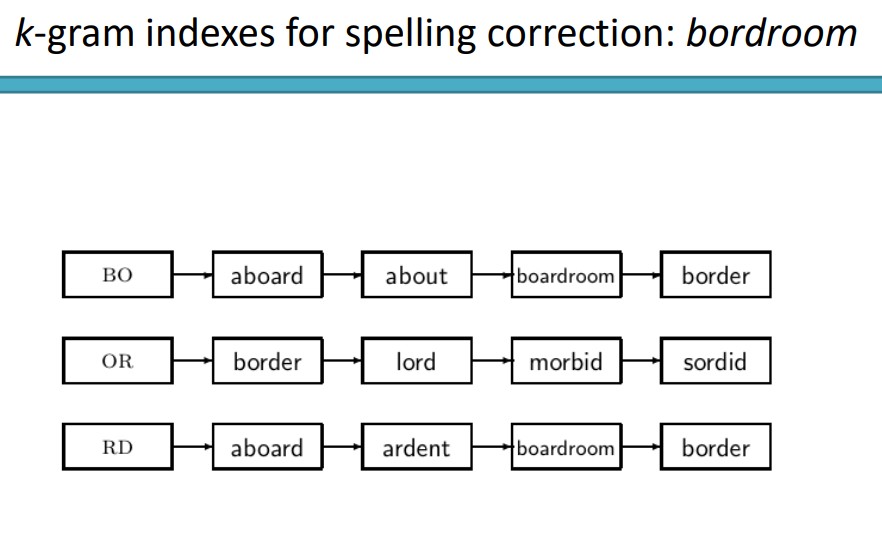 k-gram indexes for spelling correction: bordroom
BO aboard about boardroom border
OR border lord morbid sordid
RD aboard ardent boardroom border